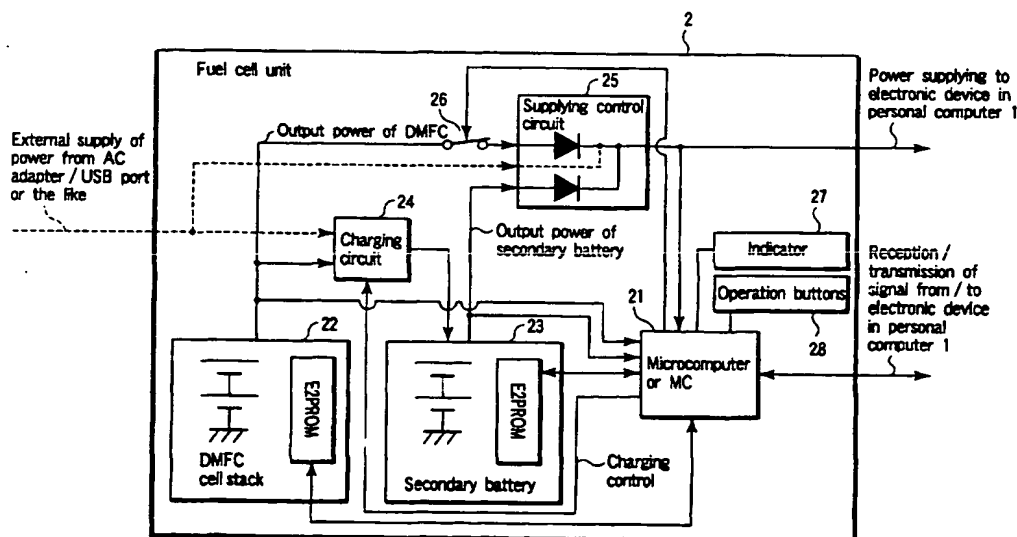 2
Fuel cell unit
25
Supplying control
circuit
26
Output power of DMFC
Power supplying to
electronic device in
personal computer 1
External supply of
power from AC
adapter / USB port
or the like
24
Charging
circuit
Output power of
secondary battery
27
Indicator
Reception /
transmission of
signal from / to
electronic device
in personal
computer 1
Operation buttons
28
21
Microcomputer
or MC
22
E2PROM
DMFC
cell stack
23
E2PROM
Secondary battery
Charging
control